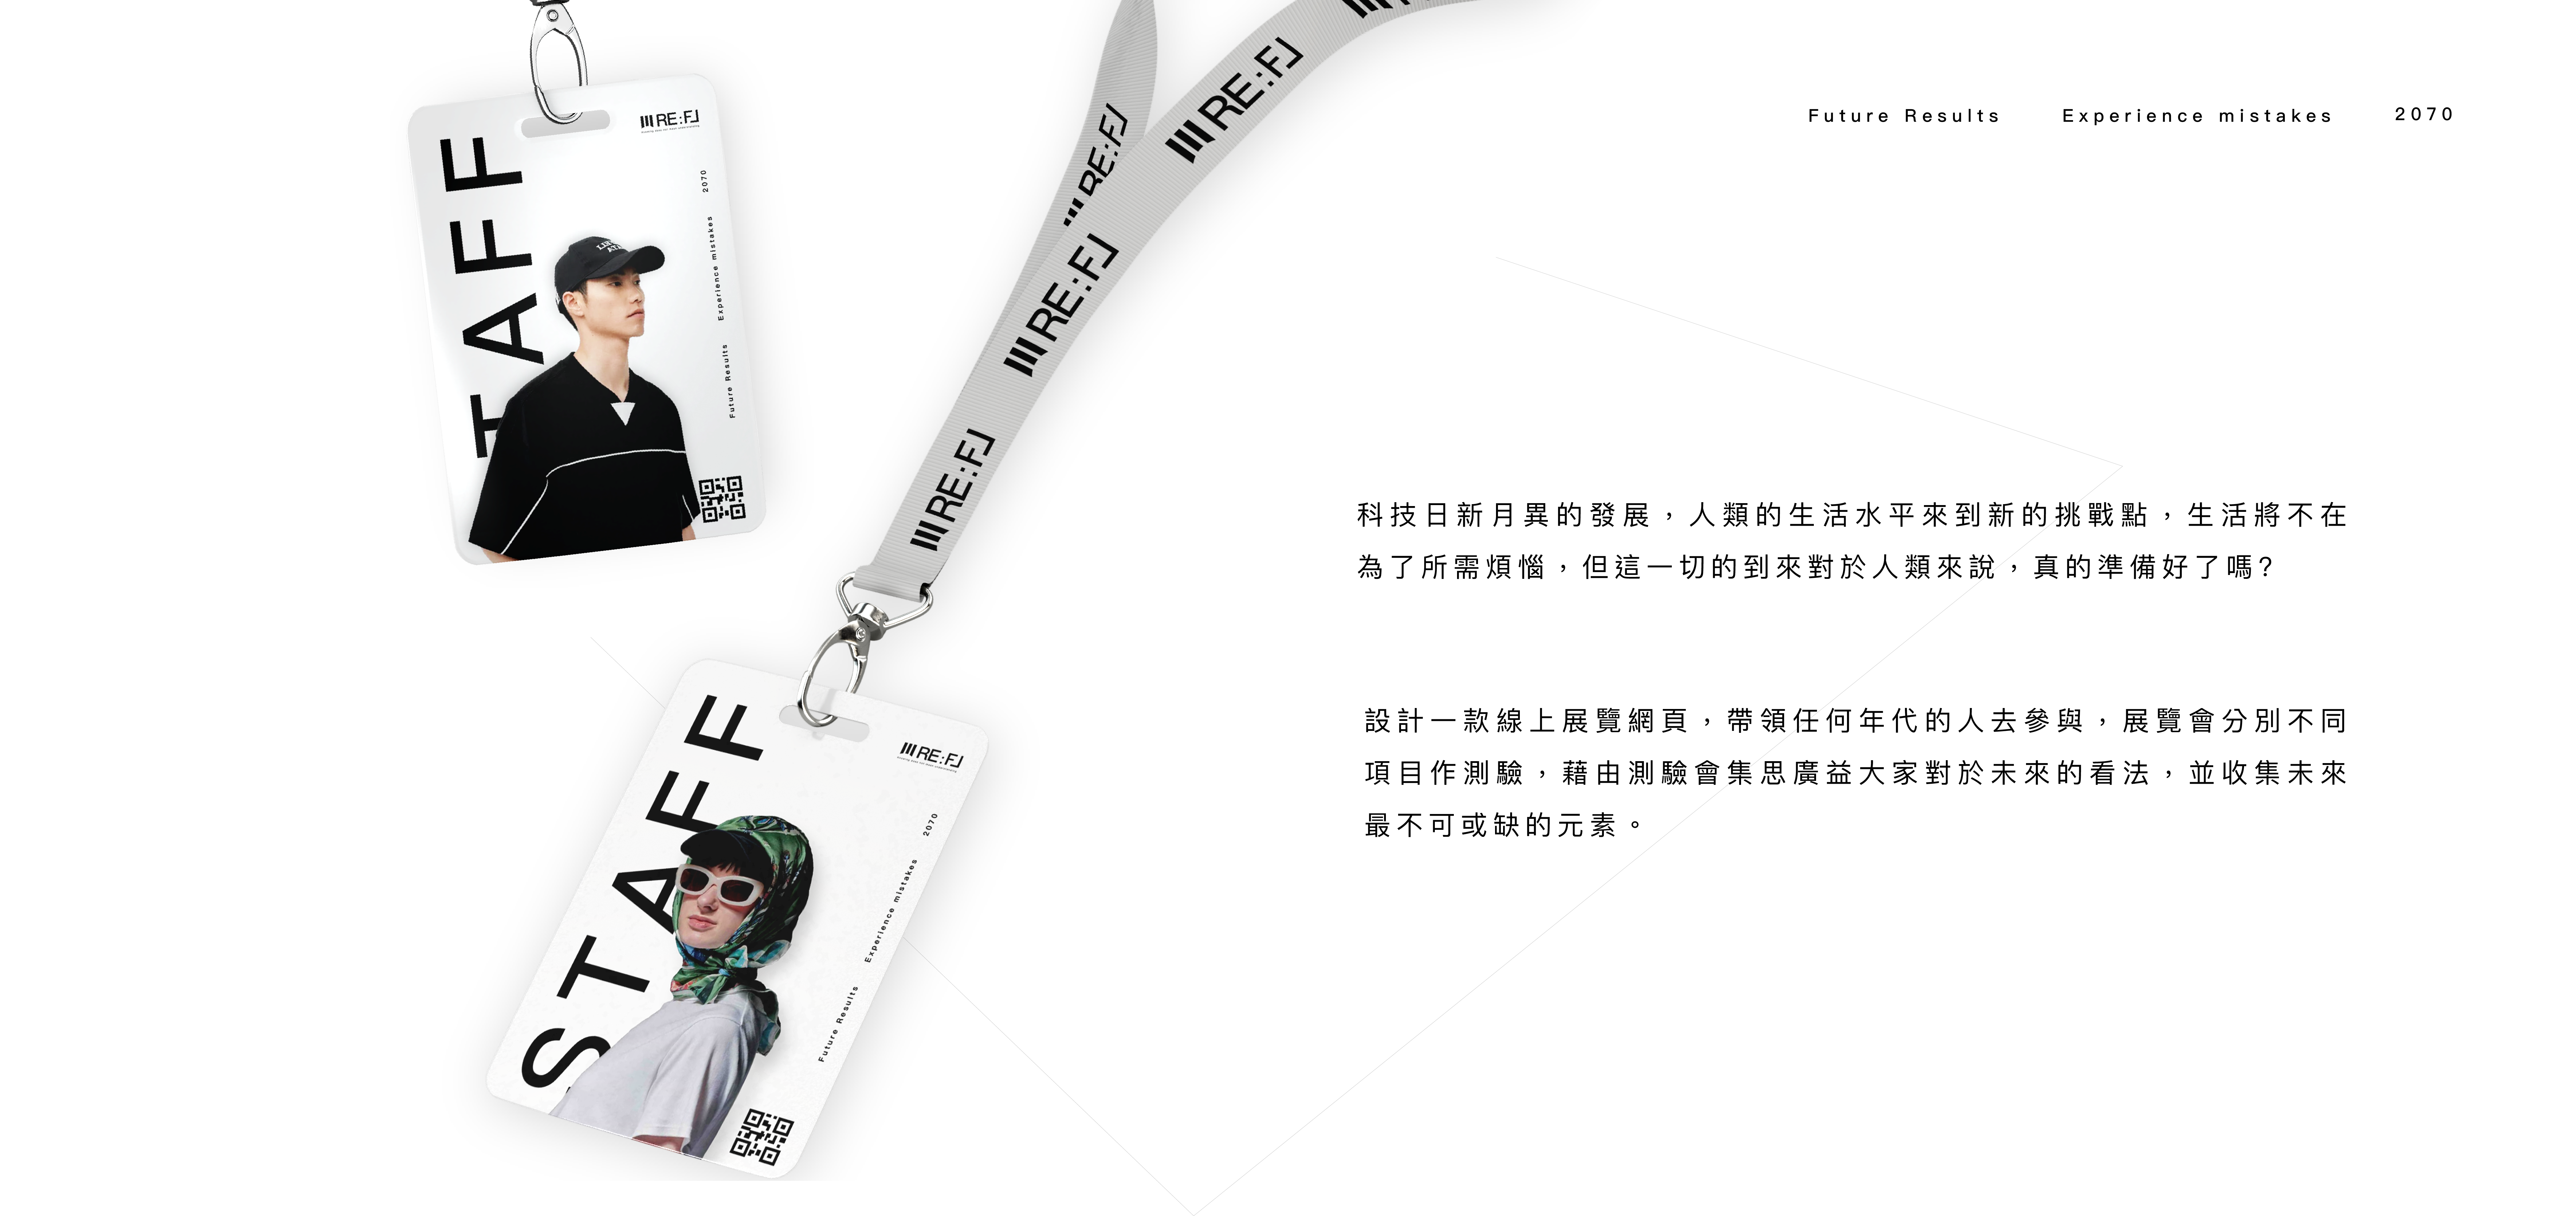 Future Results Experience mistakes 2070
科技日新月異的發展，人類的生活水平來到新的挑戰點，生活將不在
為了所需煩惱，但這一切的到來對於人類來說，真的準備好了嗎？
設計一款線上展覽網頁，帶領任何年代的人去參與，展覽會分別不同
項目作測驗，藉由測驗會集思廣益大家對於未來的看法，並收集未來
最不可或缺的元素。
TAFF
RE:FJ
Future Results Experience mistakes 2070
RE:FJ
RE:FJ
RE:FJ
RE:FJ
STAFF
RE:FJ
Future Results Experience mistakes 2070